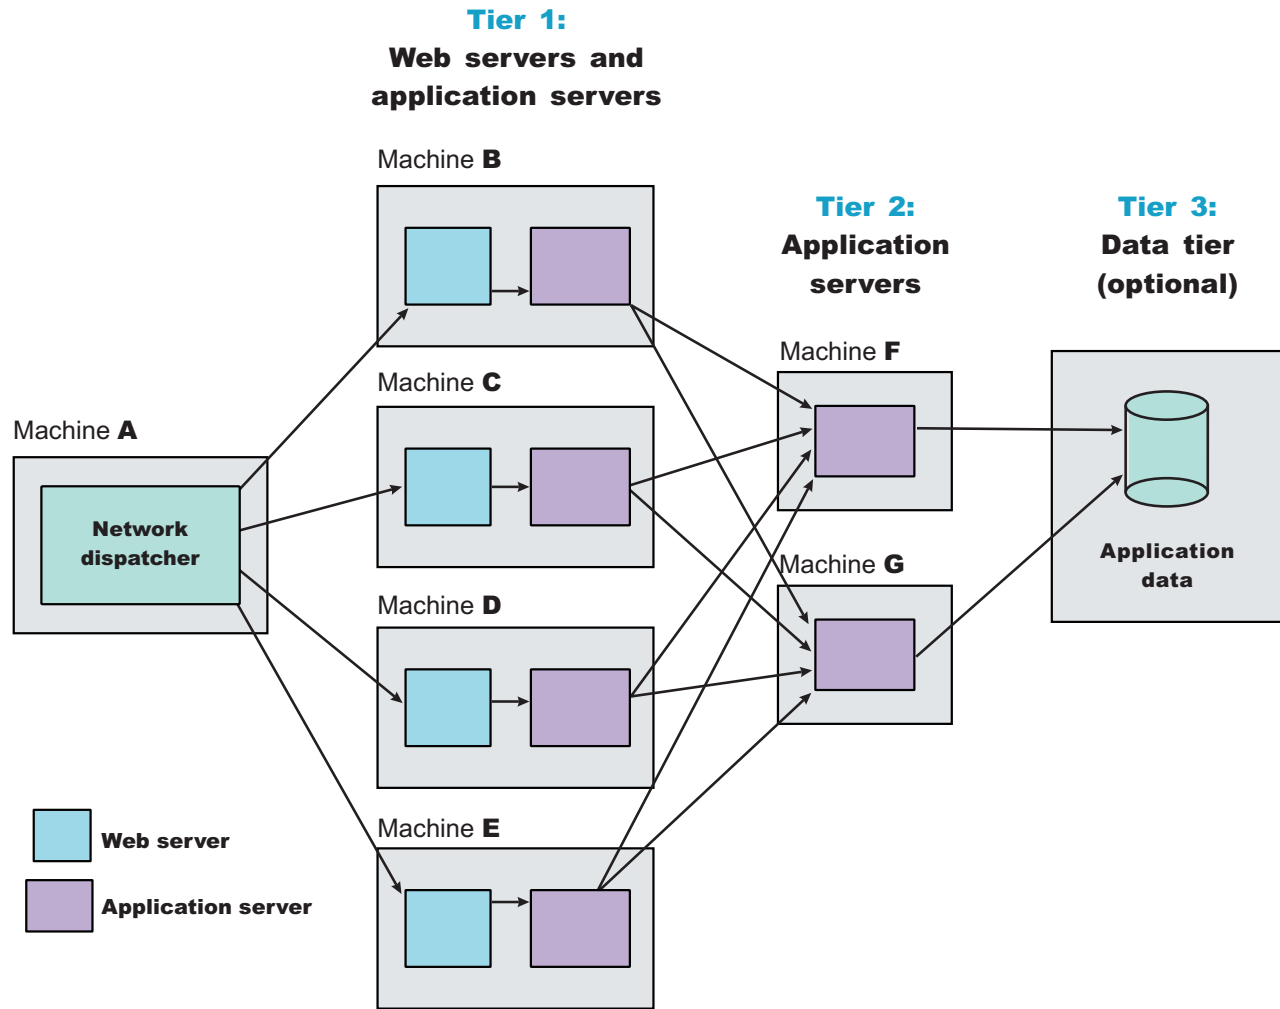 Tier 1:
Web servers and
application servers
Machine B
Tier 2:
Application
servers
Tier 3:
Data tier
(optional)
Machine F
Machine C
Machine A
Network
dispatcher
Application
data
Machine G
Machine D
Machine E
Web server
Application server